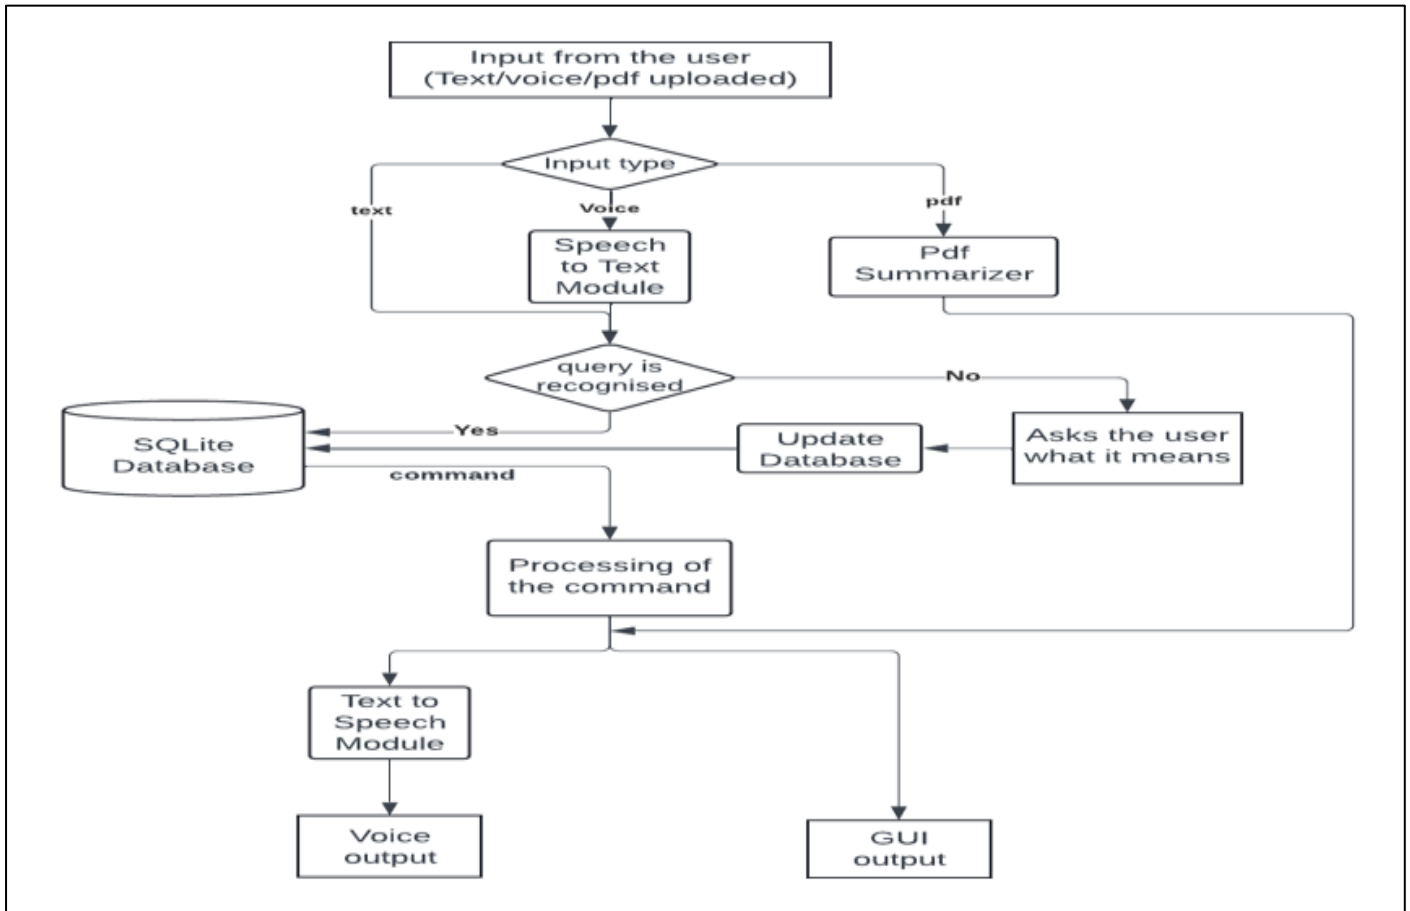 Input from the user
(Text/voice/pdf uploaded)
Input type
text
Voice
pdf
Speech
to Text
Module
Pdf
Summarizer
query is
recognised
No
Yes
SQLite
Database
Update
Database
Asks the user
what it means
command
Processing of
the command
Text to
Speech
Module
Voice
output
GUI
output